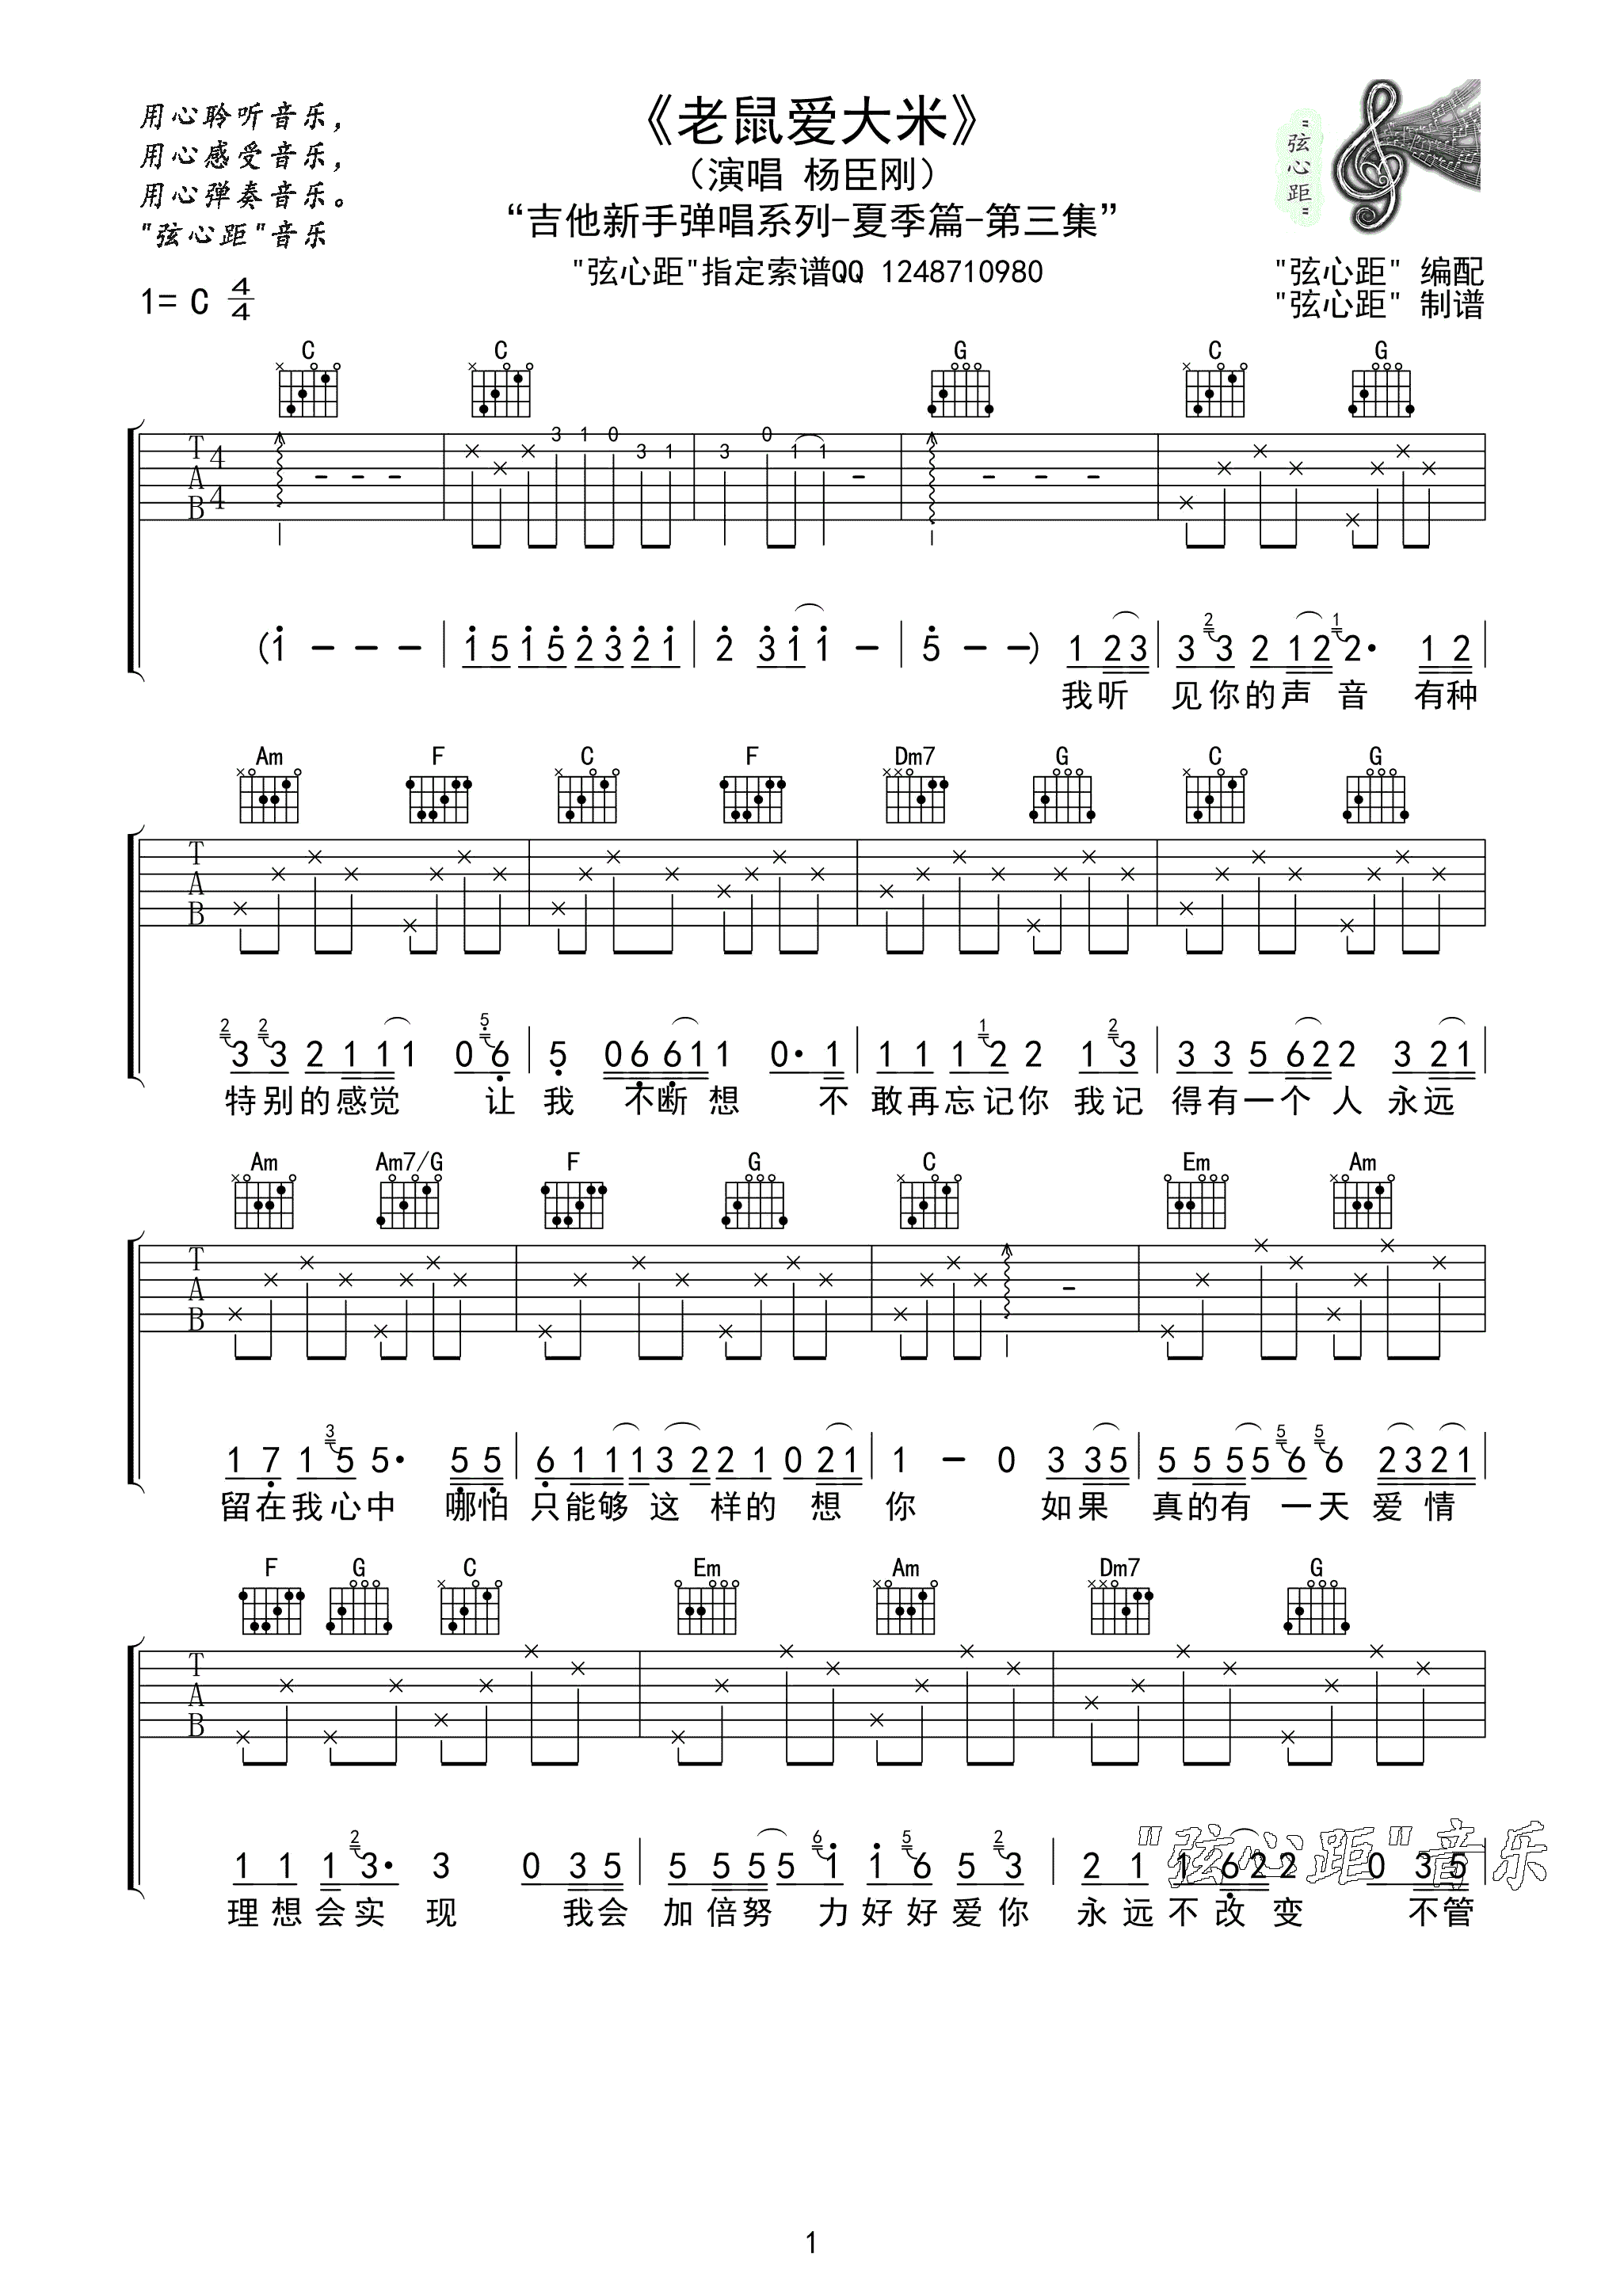 用心聆听音乐，
用心感受音乐，
用心弹奏音乐。
"弦心距"音乐
《老鼠爱大米》
（演唱 杨臣刚）
“吉他新手弹唱系列-夏季篇-第三集”
"弦心距"指定索谱QQ 1248710980
"弦心距"
"弦心距" 编配
"弦心距" 制谱
1= C 4/4
C C G C G
T A B 4/4
3 1 0 3 1 3 0 1 1
(1 - - - | 1 5 1 5 2 3 2 1 | 2 3 1 1 - | 5 - -) 1 2 3 | 3 2 3 2 1 2 1 2· 1 2 |
我听 见你的声音 有种
Am F C F Dm7 G C G
T A B
2 3 2 3 2 1 1 1 0 5 6 | 5 0 6 6 1 1 0· 1 | 1 1 1 1 2 2 1 2 3 | 3 3 5 6 2 2 3 2 1 |
特别的感觉 让我 不断想 不敢再忘记你 我记得有一个人 永远
Am Am7/G F G C Em Am
T A B
1 7 1 3 5 5· 5 5 | 6 1 1 1 3 2 2 1 0 2 1 | 1 - 0 3 3 5 | 5 5 5 5 5 6 5 6 2 3 2 1 |
留在我心中 哪怕只能够这样的想你 如果 真的有一天爱情
F G C Em Am Dm7 G
T A B
1 1 1 2 3· 3 0 3 5 | 5 5 5 5 6 1 1 5 6 5 2 3 | 2 1 1 6 2 2 0 3 5 |
"弦心距"音乐
理想会实现 我会加倍努力好好爱你 永远不改变 不管
1